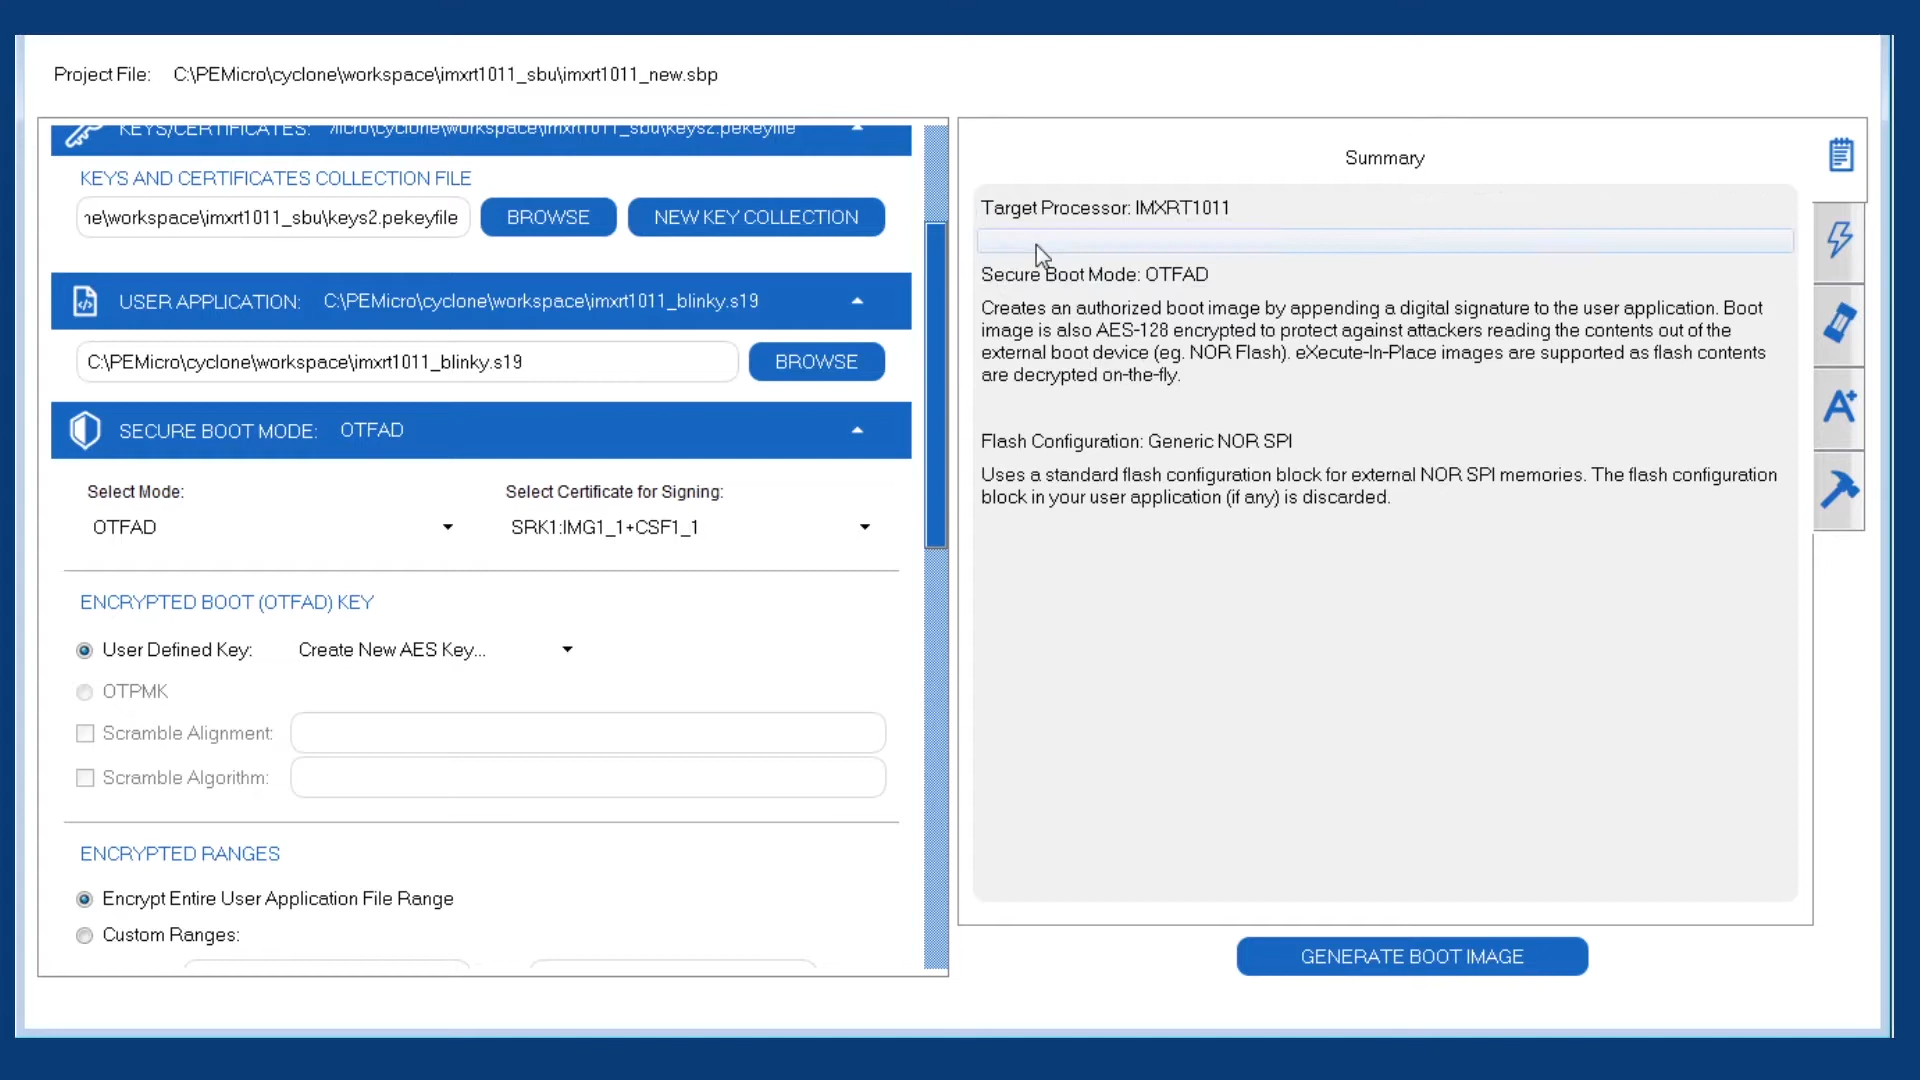 Project File: C:\PEMicro\cyclone\workspace\imxrt1011_sbu\imxrt1011_new.sbp
KEYS/CERTIFICATES: /icro\cyclone\workspace\imxrt1011_sbu\keys2.pekeyfile
KEYS AND CERTIFICATES COLLECTION FILE
ne\workspace\imxrt1011_sbu\keys2.pekeyfile BROWSE NEW KEY COLLECTION
USER APPLICATION: C:\PEMicro\cyclone\workspace\imxrt1011_blinky.s19
C:\PEMicro\cyclone\workspace\imxrt1011_blinky.s19 BROWSE
SECURE BOOT MODE: OTFAD
Select Mode: Select Certificate for Signing:
OTFAD SRK1:IMG1_1+CSF1_1
ENCRYPTED BOOT (OTFAD) KEY
User Defined Key: Create New AES Key...
OTPMK
Scramble Alignment:
Scramble Algorithm:
ENCRYPTED RANGES
Encrypt Entire User Application File Range
Custom Ranges:
Summary
Target Processor: IMXRT1011
Secure Boot Mode: OTFAD
Creates an authorized boot image by appending a digital signature to the user application. Boot
image is also AES-128 encrypted to protect against attackers reading the contents out of the
external boot device (eg. NOR Flash). eXecute-In-Place images are supported as flash contents
are decrypted on-the-fly.
Flash Configuration: Generic NOR SPI
Uses a standard flash configuration block for external NOR SPI memories. The flash configuration
block in your user application (if any) is discarded.
GENERATE BOOT IMAGE